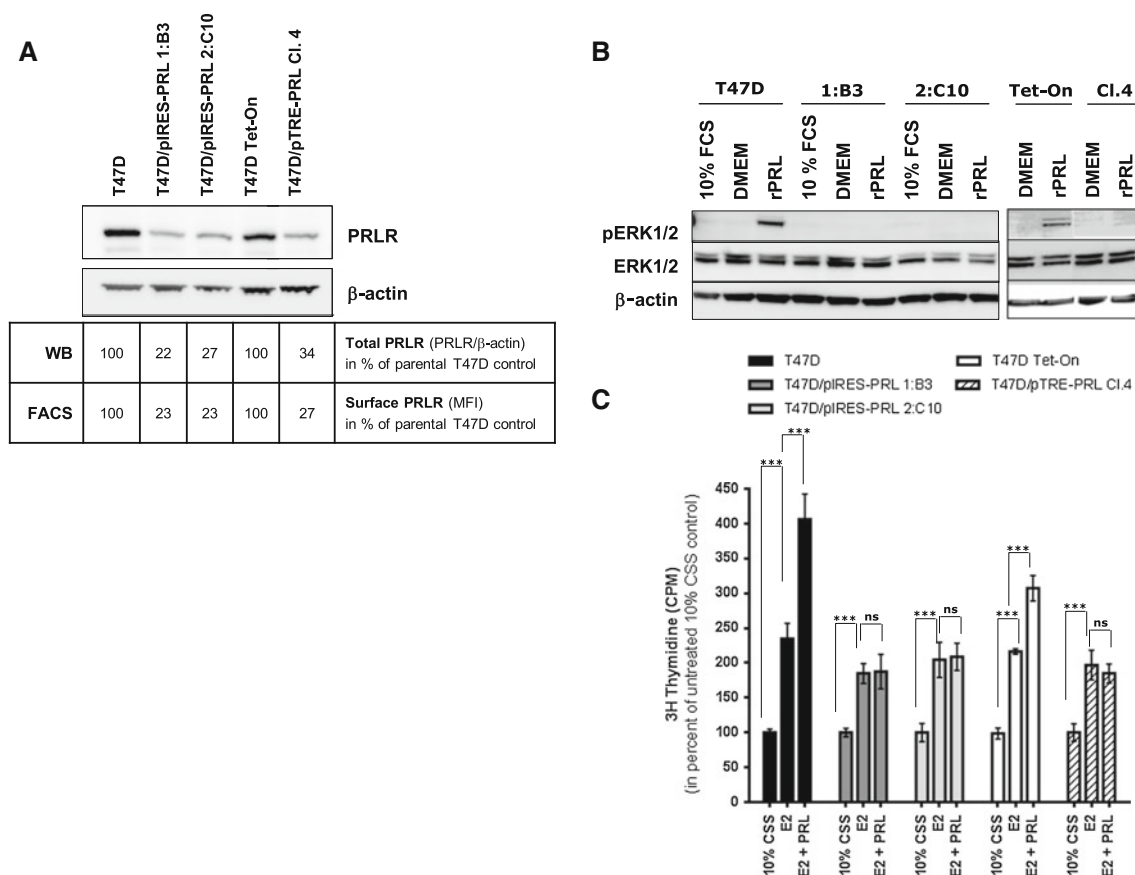 A
T47D
T47D/pIRES-PRL 1:B3
T47D/pIRES-PRL 2:C10
T47D Tet-On
T47D/pTRE-PRL Cl. 4
PRLR
β-actin
WB 100 22 27 100 34 Total PRLR (PRLR/β-actin)
in % of parental T47D control
FACS 100 23 23 100 27 Surface PRLR (MFI)
in % of parental T47D control
B
T47D 1:B3 2:C10 Tet-On Cl.4
10% FCS DMEM rPRL 10% FCS DMEM rPRL 10% FCS DMEM rPRL DMEM rPRL DMEM rPRL
pERK1/2
ERK1/2
β-actin
T47D T47D Tet-On
T47D/pIRES-PRL 1:B3 T47D/pTRE-PRL Cl.4
T47D/pIRES-PRL 2:C10
C
3H Thymidine (CPM)
(in percent of untreated 10% CSS control)
450
400
350
300
250
200
150
100
50
0
*** ***
*** ns
*** ns
*** ***
*** ns
10% CSS E2 E2 + PRL 10% CSS E2 E2 + PRL 10% CSS E2 E2 + PRL 10% CSS E2 E2 + PRL 10% CSS E2 E2 + PRL